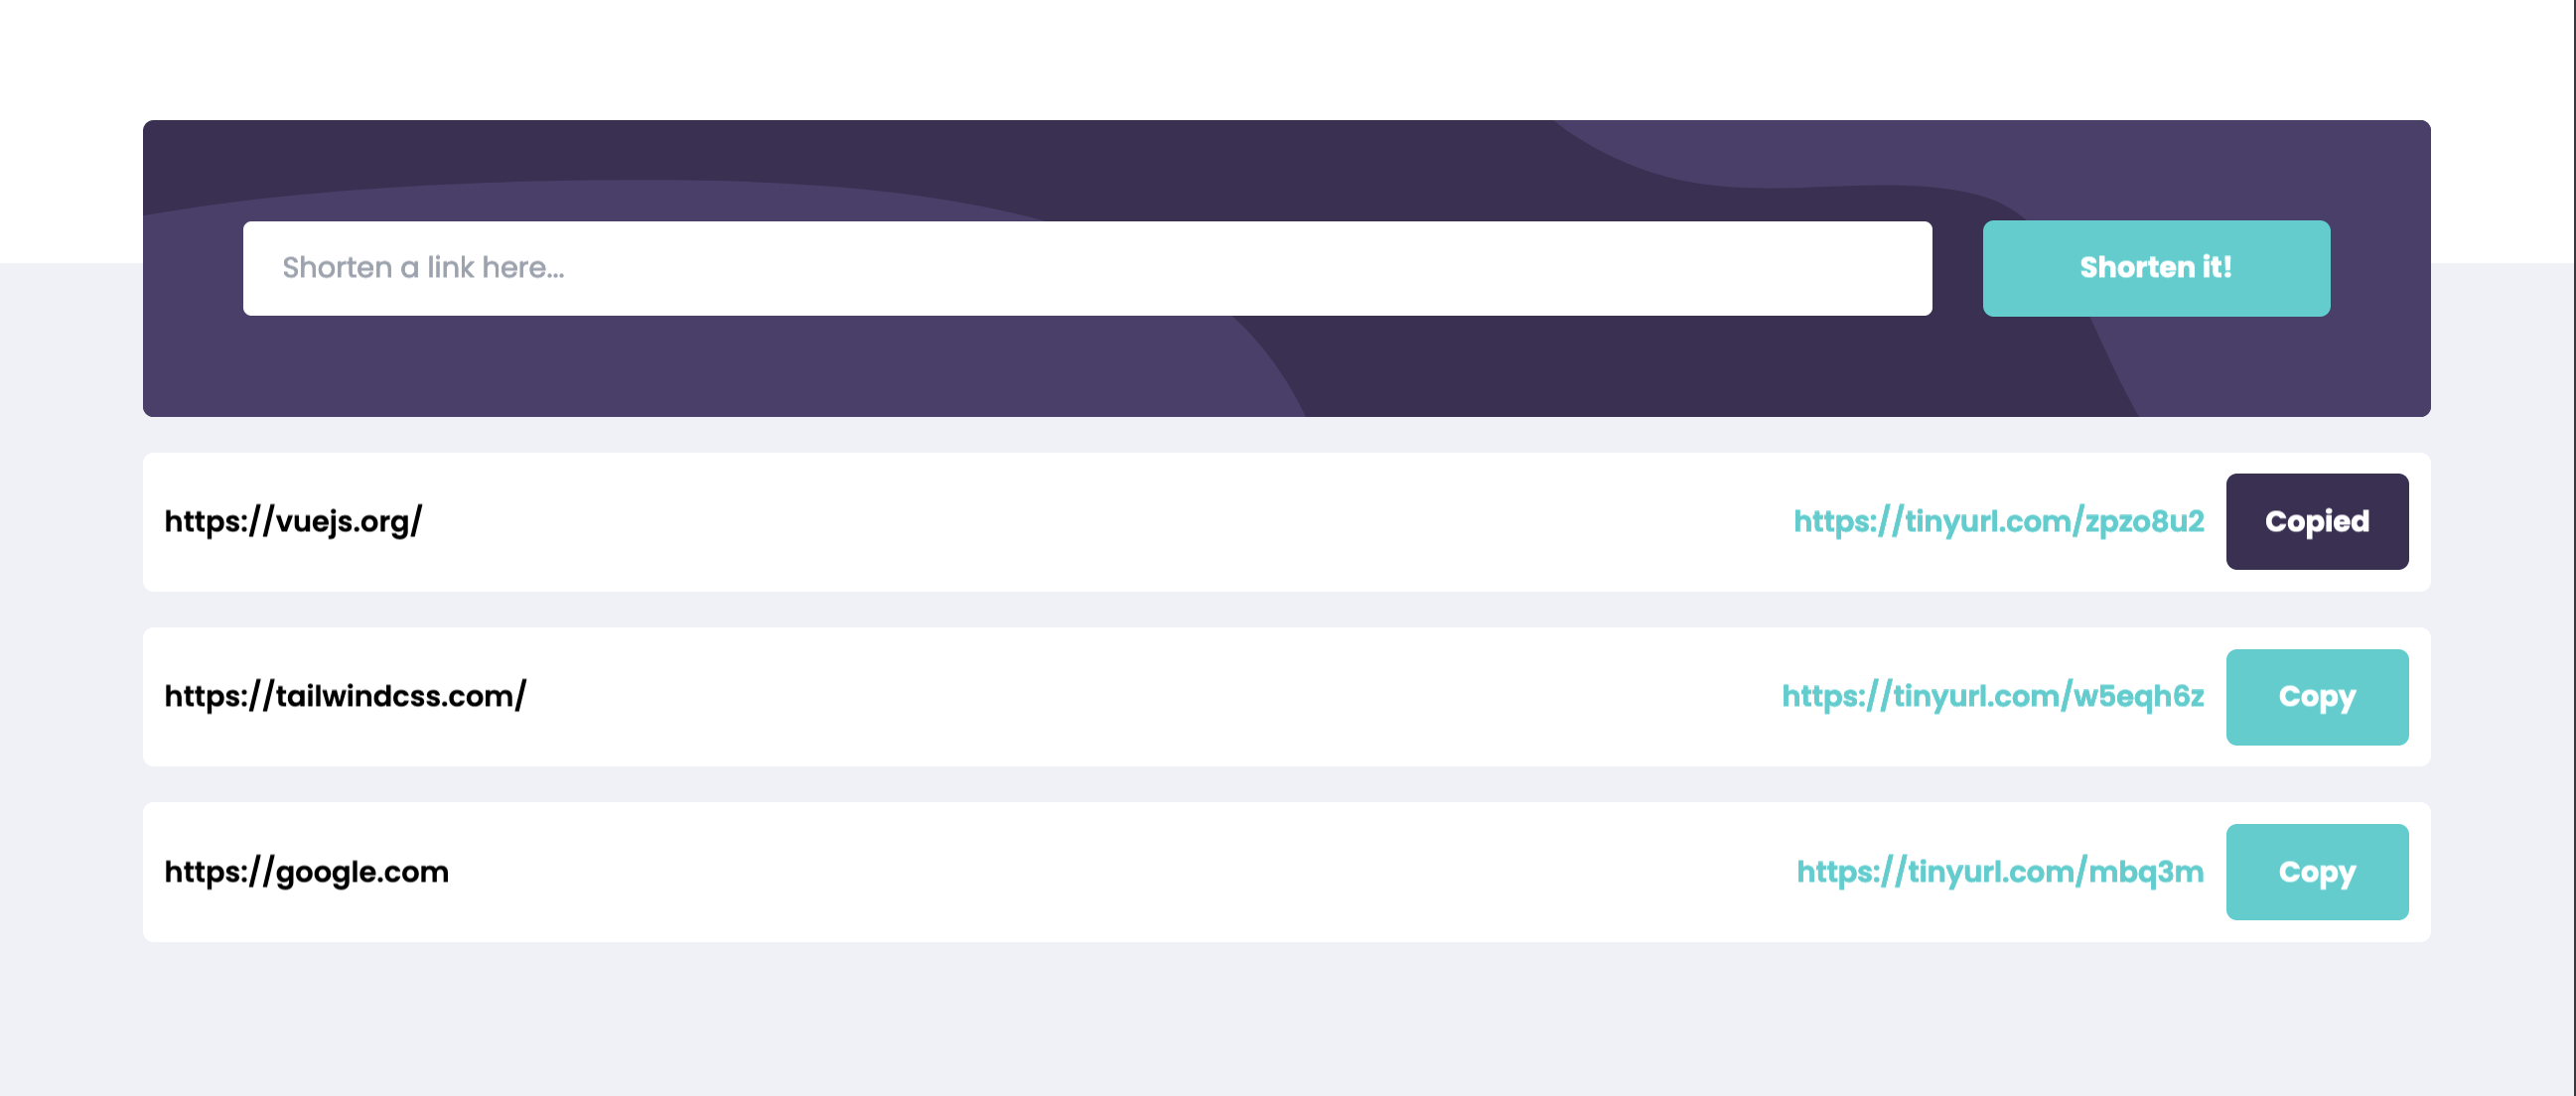 Shorten a link here...
Shorten it!
https://vuejs.org/
https://tinyurl.com/zpzo8u2
Copied
https://tailwindcss.com/
https://tinyurl.com/w5eqh6z
Copy
https://google.com
https://tinyurl.com/mbq3m
Copy